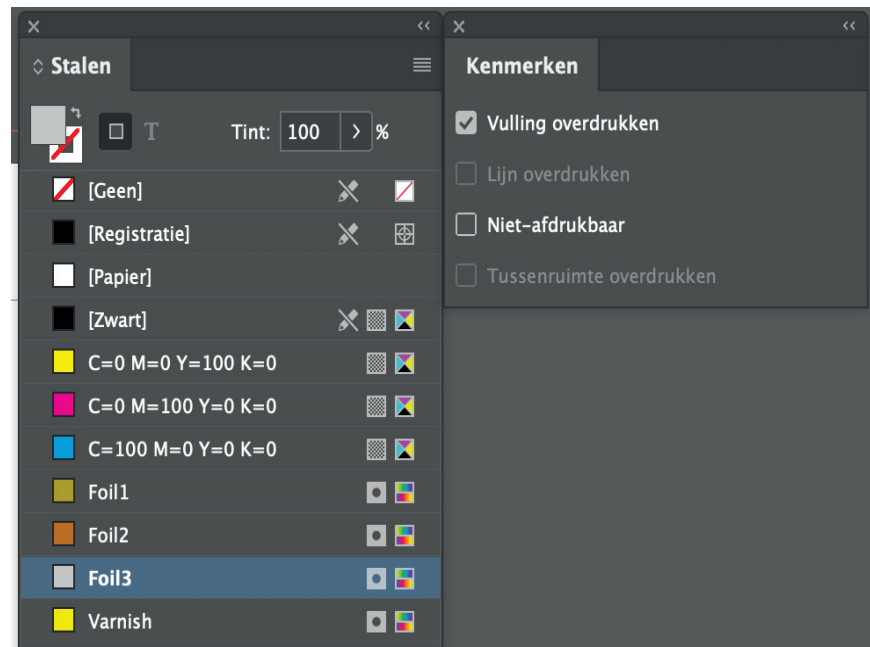 Stalen
T
Tint: 100 %
[Geen]
[Registratie]
[Papier]
[Zwart]
C=0 M=0 Y=100 K=0
C=0 M=100 Y=0 K=0
C=100 M=0 Y=0 K=0
Foil1
Foil2
Foil3
Varnish
Kenmerken
Vulling overdrukken
Lijn overdrukken
Niet-afdrukbaar
Tussenruimte overdrukken